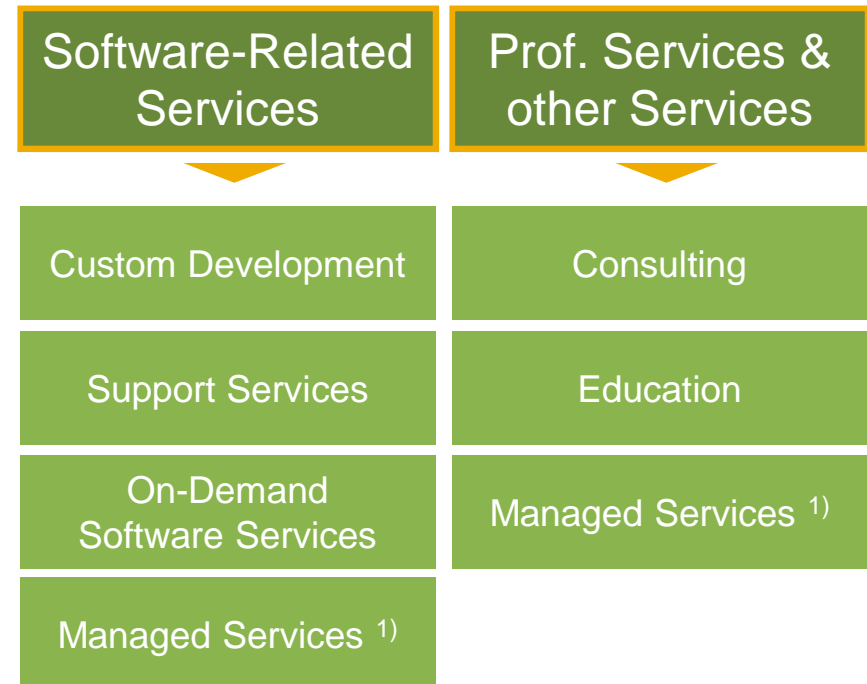 Software-Related
Services
Prof. Services &
other Services
Custom Development
Consulting
Support Services
Education
On-Demand
Software Services
Managed Services 1)
Managed Services 1)